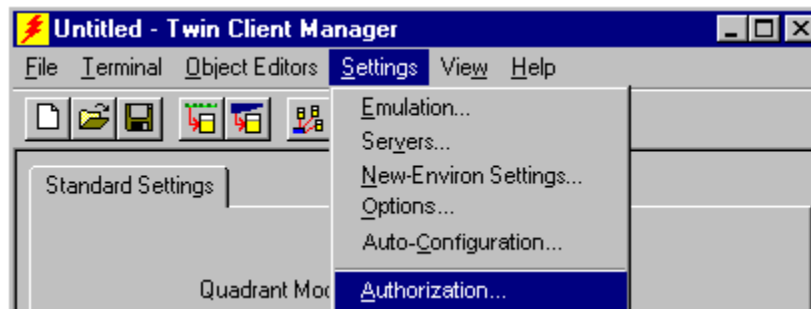 Untitled - Twin Client Manager
File Terminal Object Editors Settings View Help
Emulation...
Servers...
New-Environ Settings...
Standard Settings
Options...
Auto-Configuration...
Quadrant Mod
Authorization...